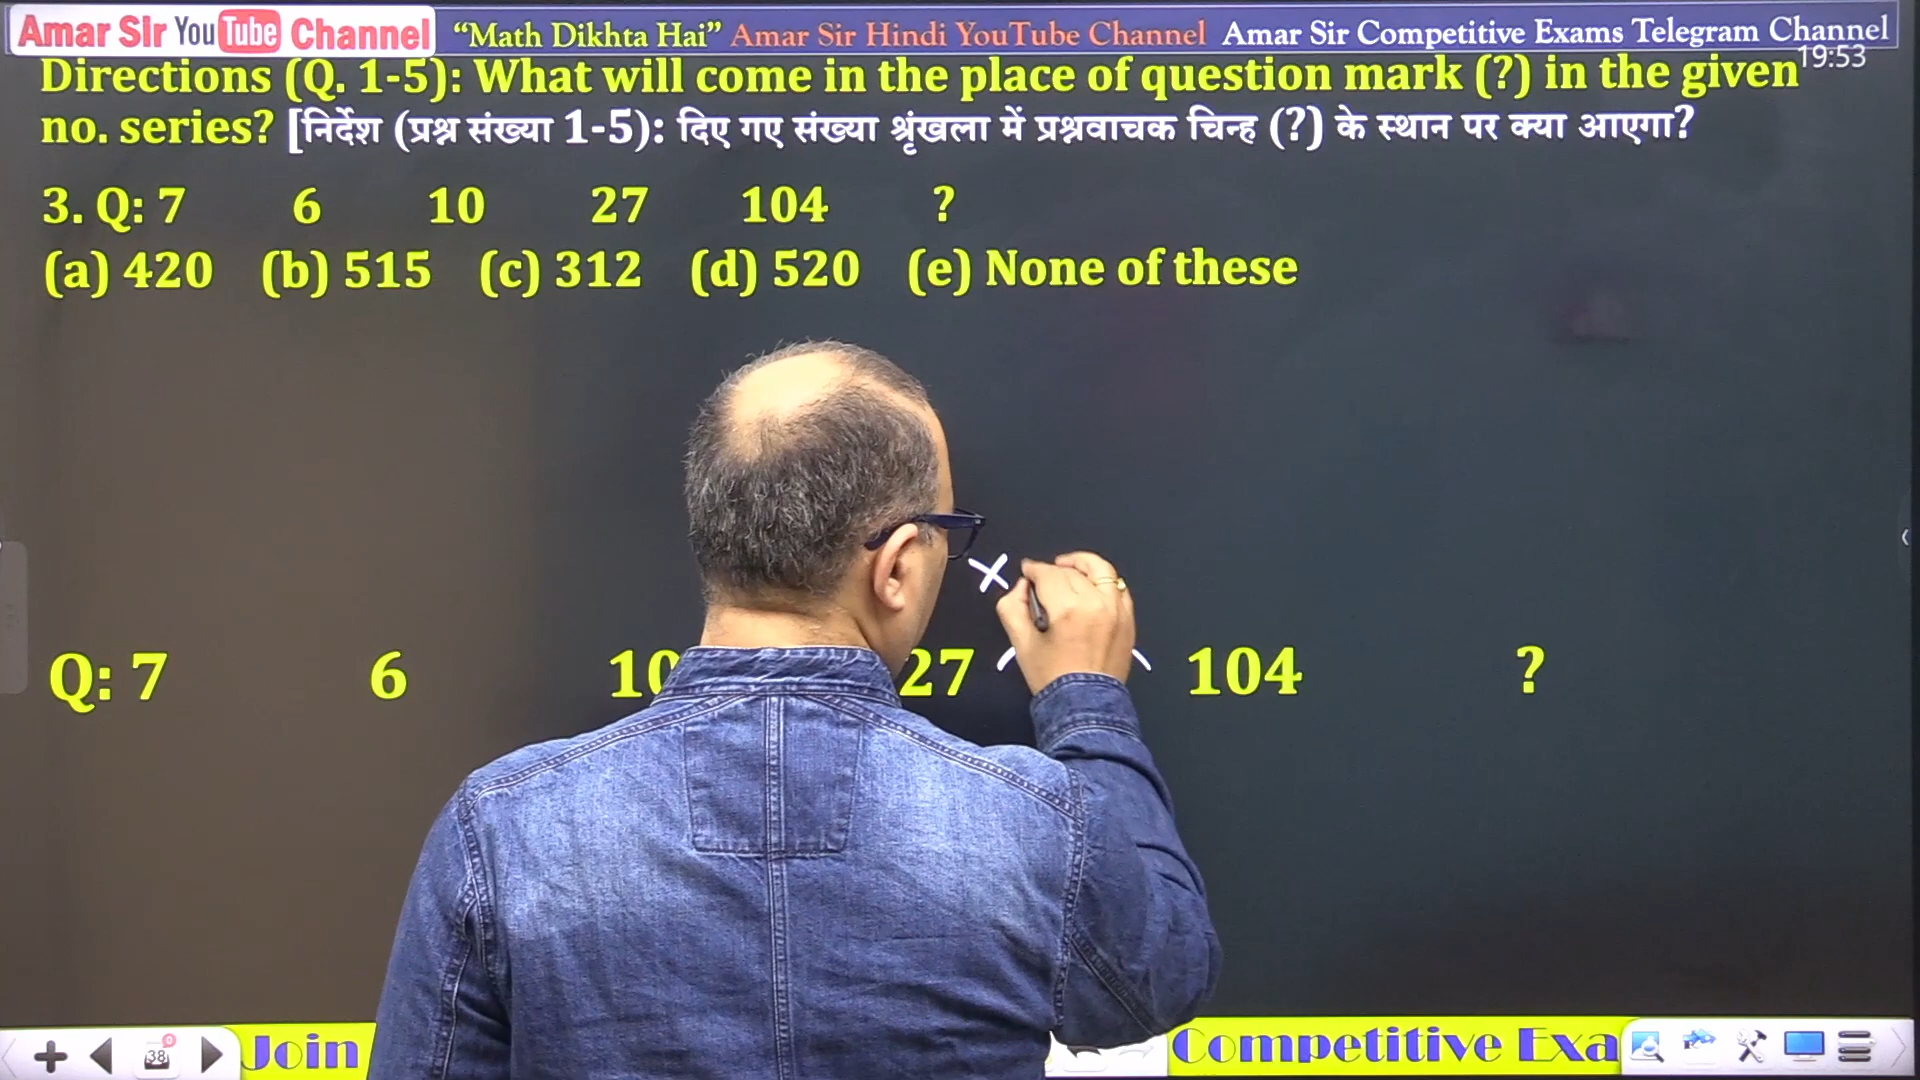 Amar Sir YouTube Channel "Math Dikhta Hai" Amar Sir Hindi YouTube Channel Amar Sir Competitive Exams Telegram Channel
19:53
Directions (Q. 1-5): What will come in the place of question mark (?) in the given
no. series? [निर्देश (प्रश्न संख्या 1-5): दिए गए संख्या श्रृंखला में प्रश्नवाचक चिन्ह (?) के स्थान पर क्या आएगा?
3. Q: 7 6 10 27 104 ?
(a) 420 (b) 515 (c) 312 (d) 520 (e) None of these
×
Q: 7 6 10 27 104 ?
38 0 Join Competitive Exa